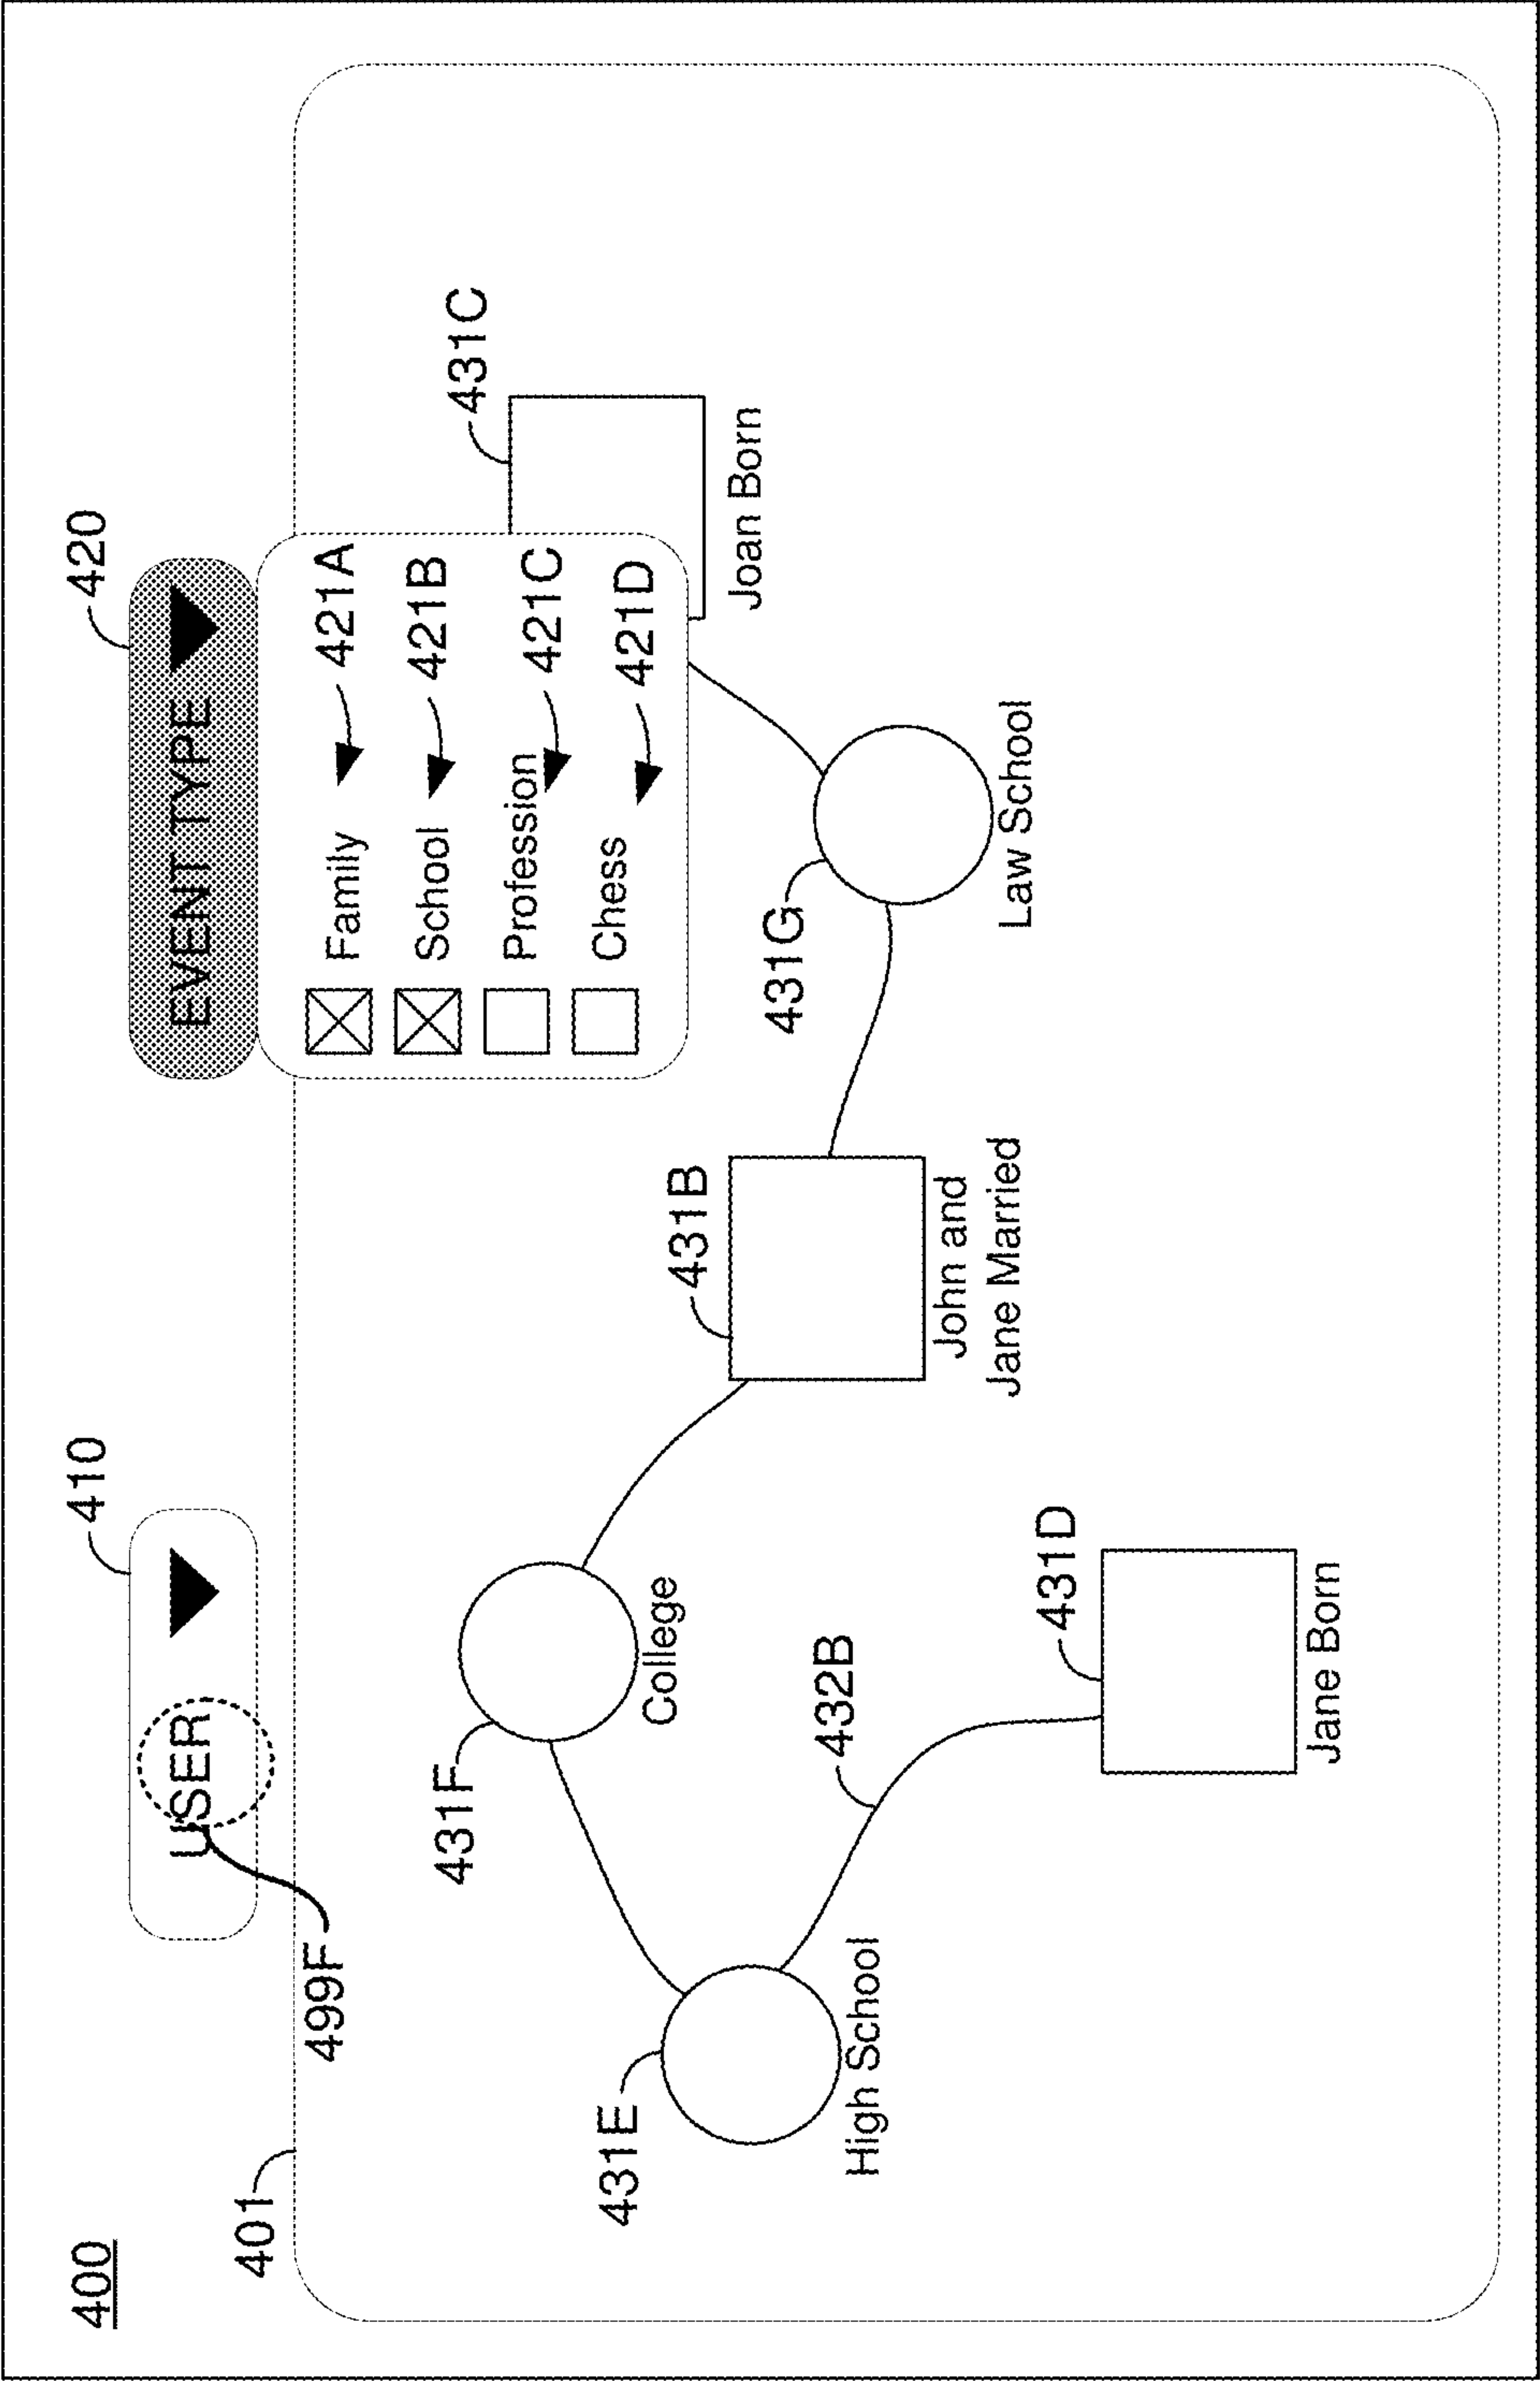 400
410
420
USER
EVENT TYPE
401
499F
Family 421A
School 421B
Profession 421C
Chess 421D
431C
Joan Born
431F
College
431B
John and
Jane Married
431G
Law School
431E
High School
432B
431D
Jane Born